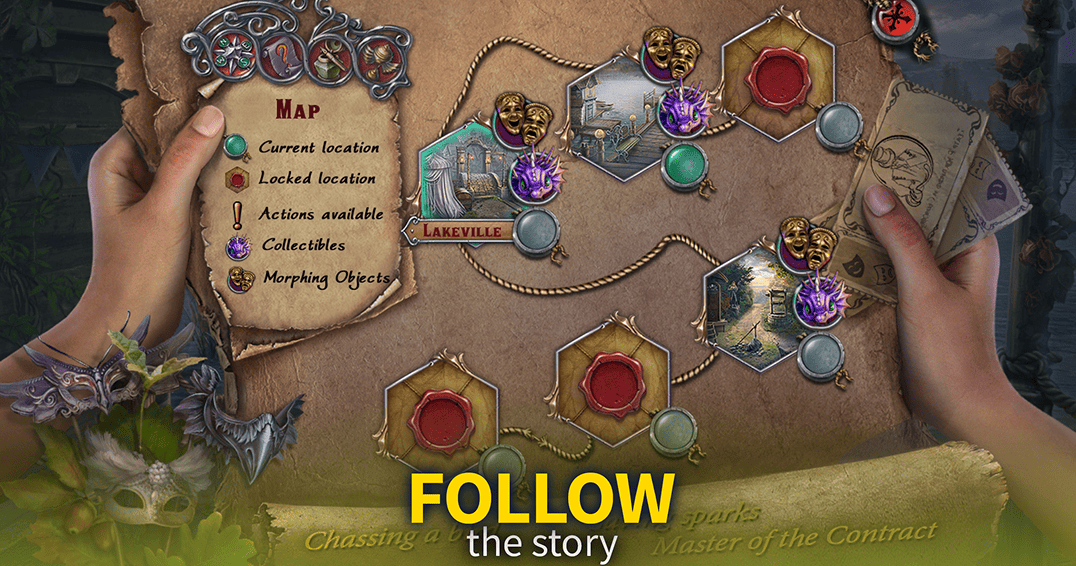 Map
Current location
Locked location
Actions available
Collectibles
Morphing Objects
LAKEVILLE
FOLLOW
the story
Chassing a
sparks
Master of the Contract